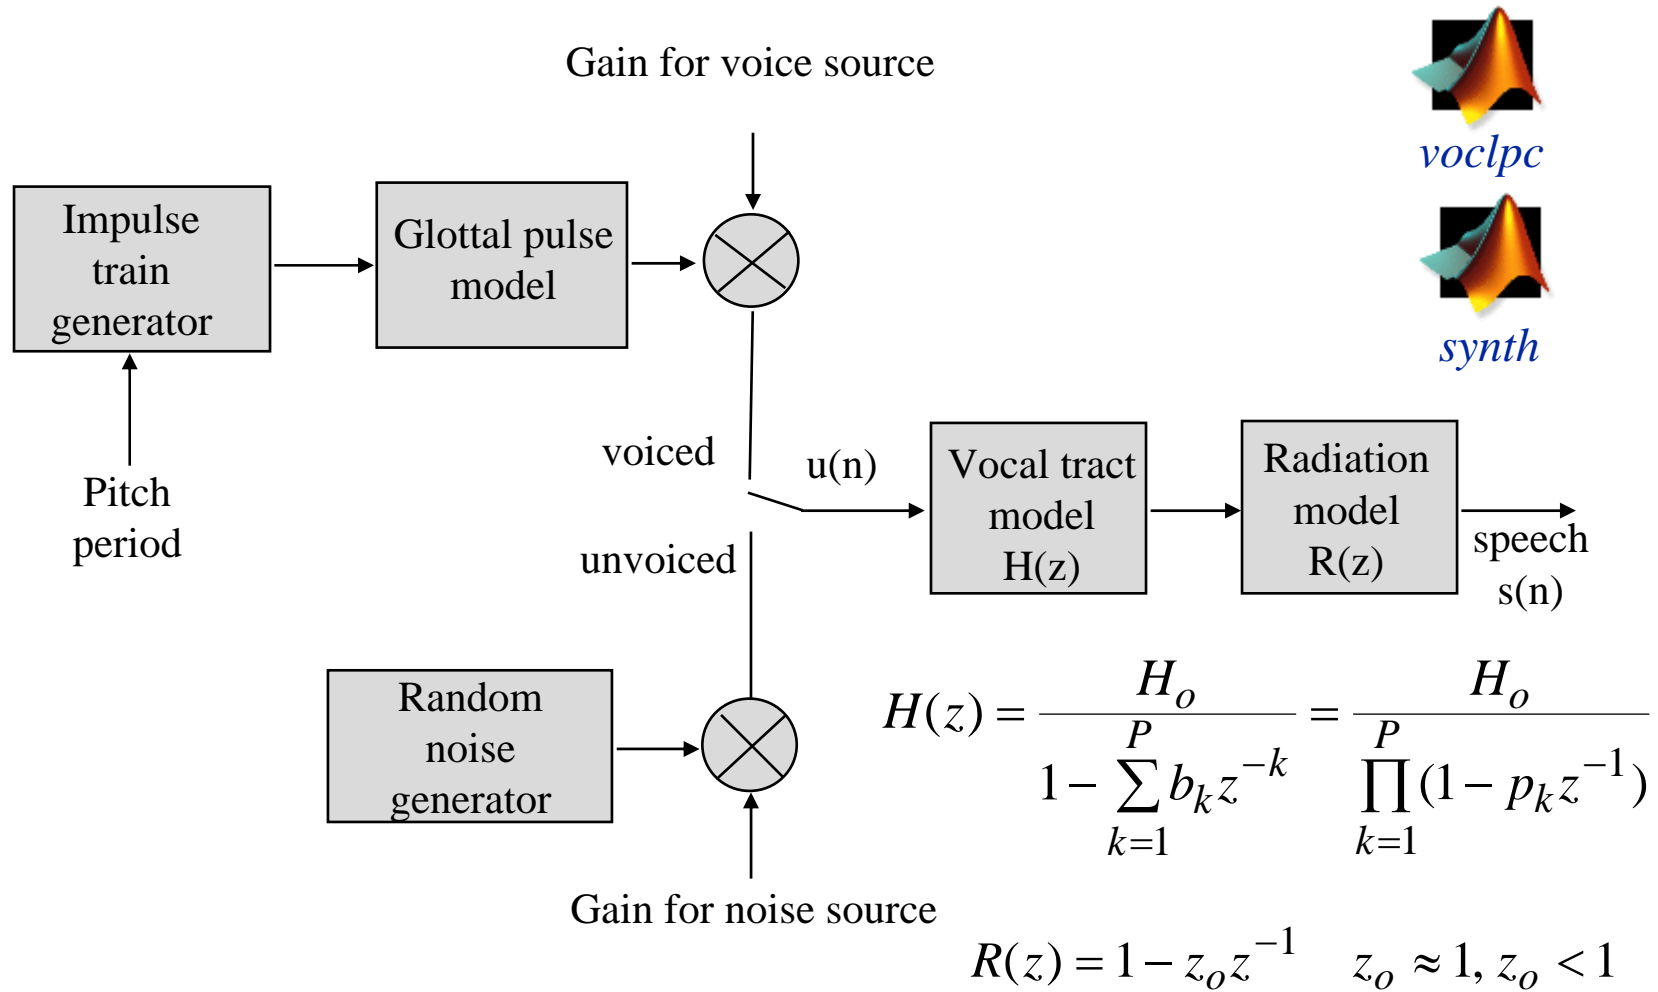 Gain for voice source
voclpc
Impulse
train
generator
Glottal pulse
model
synth
Pitch
period
voiced
unvoiced
u(n)
Vocal tract
model
H(z)
Radiation
model
R(z)
speech
s(n)
Random
noise
generator
Gain for noise source
H(z) = H_o / (1 − ∑_{k=1}^{P} b_k z^{−k}) = H_o / ∏_{k=1}^{P} (1 − p_k z^{−1})
R(z) = 1 − z_o z^{−1}   z_o ≈ 1, z_o < 1